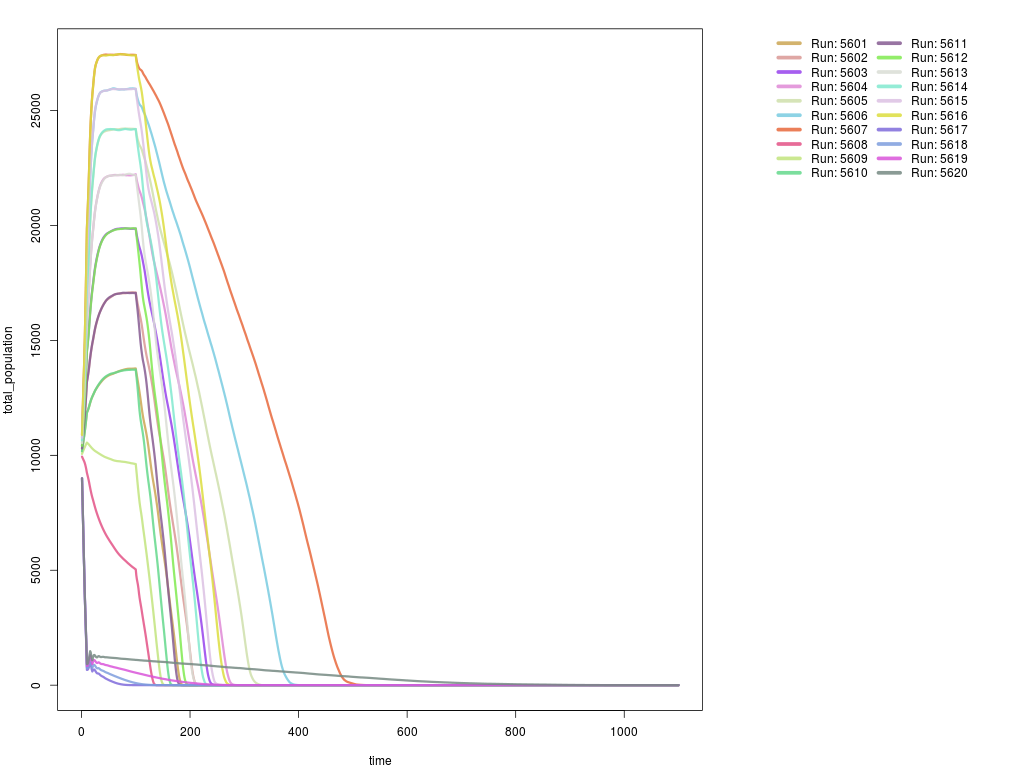 Run: 5601 Run: 5611
Run: 5602 Run: 5612
Run: 5603 Run: 5613
Run: 5604 Run: 5614
Run: 5605 Run: 5615
Run: 5606 Run: 5616
Run: 5607 Run: 5617
Run: 5608 Run: 5618
Run: 5609 Run: 5619
Run: 5610 Run: 5620
total_population
25000
20000
15000
10000
5000
0
0 200 400 600 800 1000
time